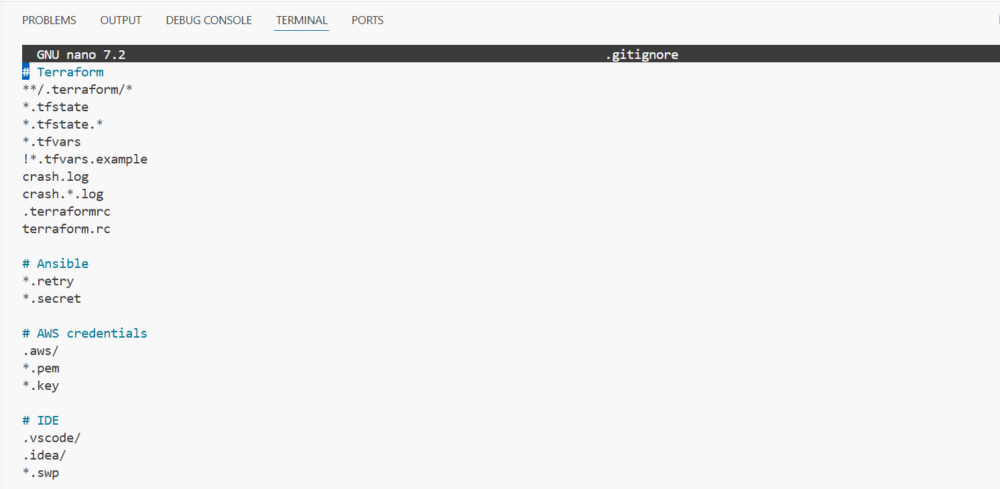 PROBLEMS OUTPUT DEBUG CONSOLE TERMINAL PORTS
GNU nano 7.2 .gitignore
# Terraform
**/.terraform/*
*.tfstate
*.tfstate.*
*.tfvars
!*.tfvars.example
crash.log
crash.*.log
.terraformrc
terraform.rc

# Ansible
*.retry
*.secret

# AWS credentials
.aws/
*.pem
*.key

# IDE
.vscode/
.idea/
*.swp